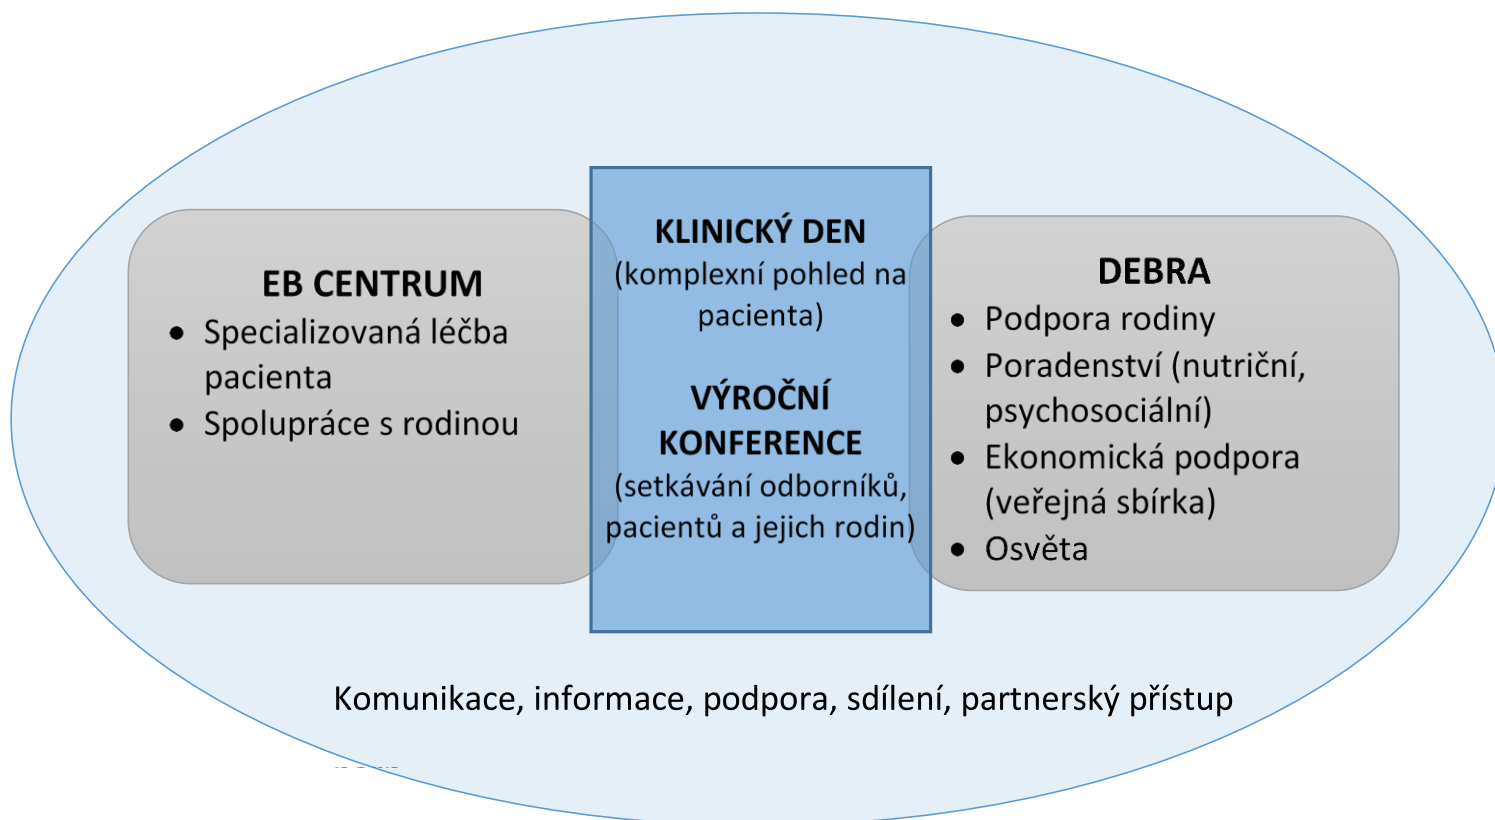 EB CENTRUM
• Specializovaná léčba
pacienta
• Spolupráce s rodinou
KLINICKÝ DEN
(komplexní pohled na
pacienta)
VÝROČNÍ
KONFERENCE
(setkávání odborníků,
pacientů a jejich rodin)
DEBRA
• Podpora rodiny
• Poradenství (nutriční,
psychosociální)
• Ekonomická podpora
(veřejná sbírka)
• Osvěta
Komunikace, informace, podpora, sdílení, partnerský přístup